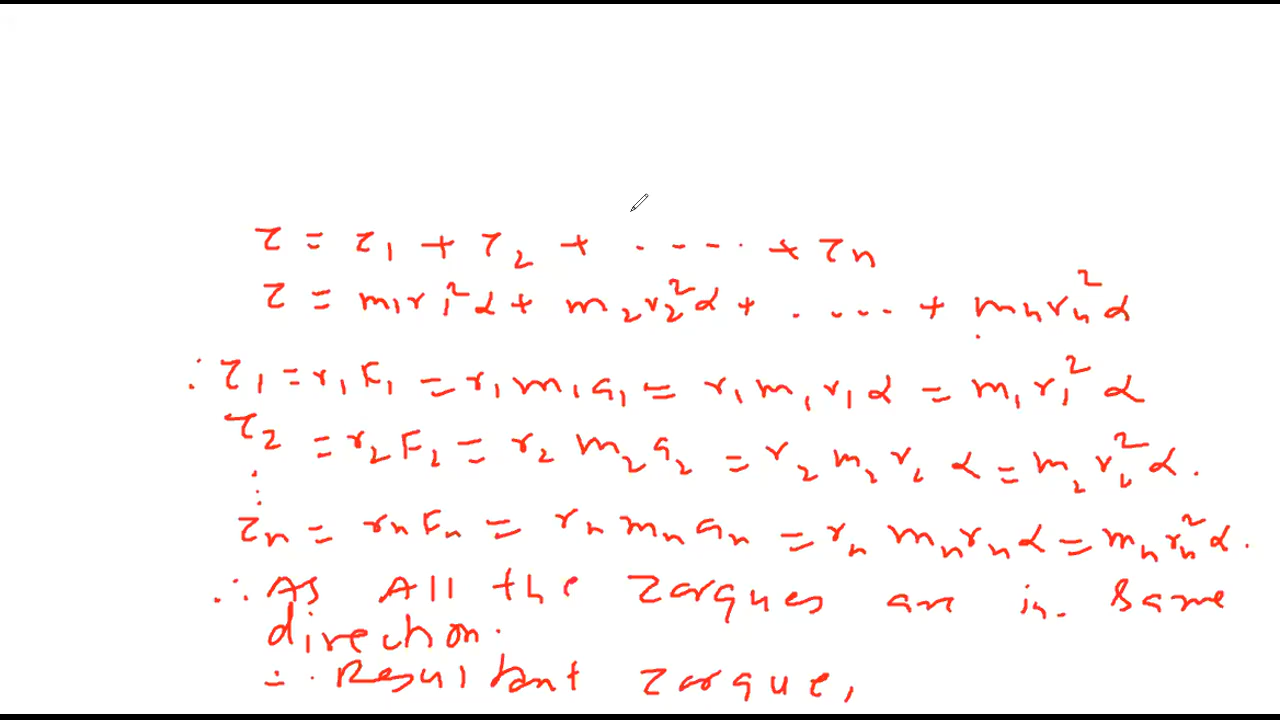 τ = τ₁ + τ₂ + ..... + τn
τ = m₁r₁²α + m₂r₂²α + ..... + mnrn²α
∴ τ₁ = r₁F₁ = r₁m₁a₁ = r₁m₁r₁α = m₁r₁²α
τ₂ = r₂F₂ = r₂m₂a₂ = r₂m₂r₂α = m₂r₂²α.
⋮
τn = rnFn = rnmnan = rnmnrnα = mnrn²α.
∴ As All the τorques are in. Same
direction.
∴ Resultant τorque,